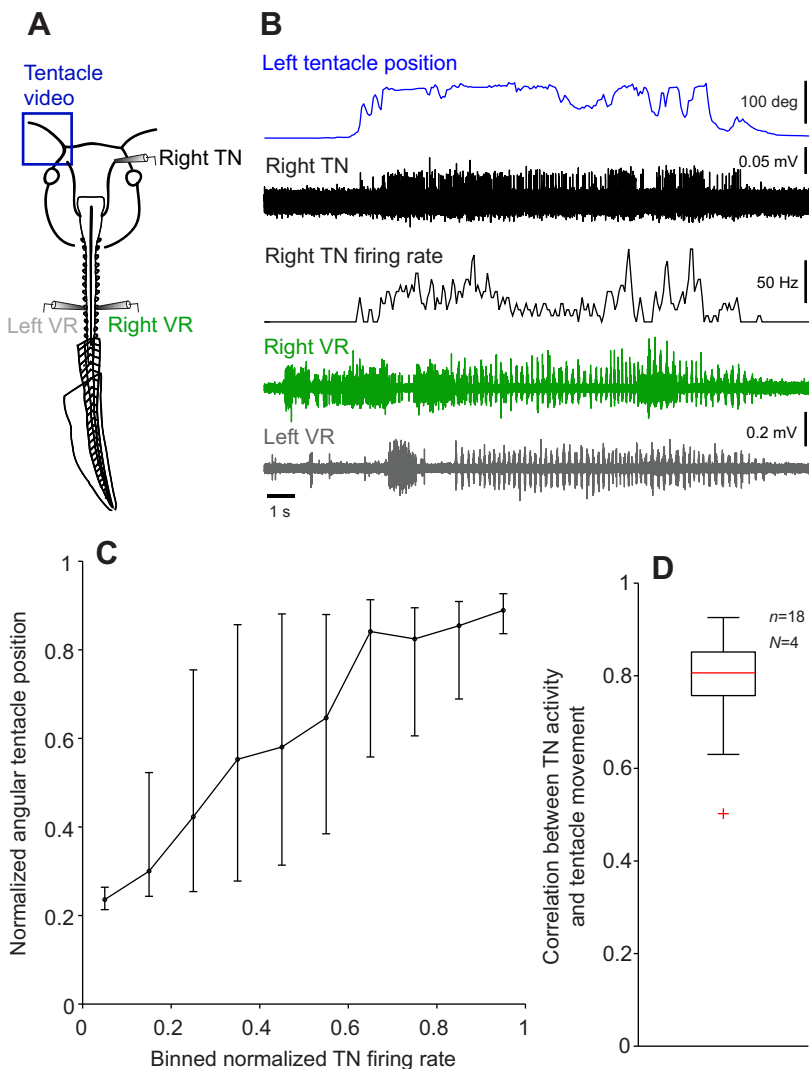 A
B
Tentacle
video
Right TN
Left VR
Right VR
Left tentacle position
100 deg
Right TN
0.05 mV
Right TN firing rate
50 Hz
Right VR
0.2 mV
Left VR
1 s
C
Normalized angular tentacle position
1
0.8
0.6
0.4
0.2
0
0
0.2
0.4
0.6
0.8
1
Binned normalized TN firing rate
D
Correlation between TN activity
and tentacle movement
1
0.8
0.6
0.4
0.2
0
n=18
N=4